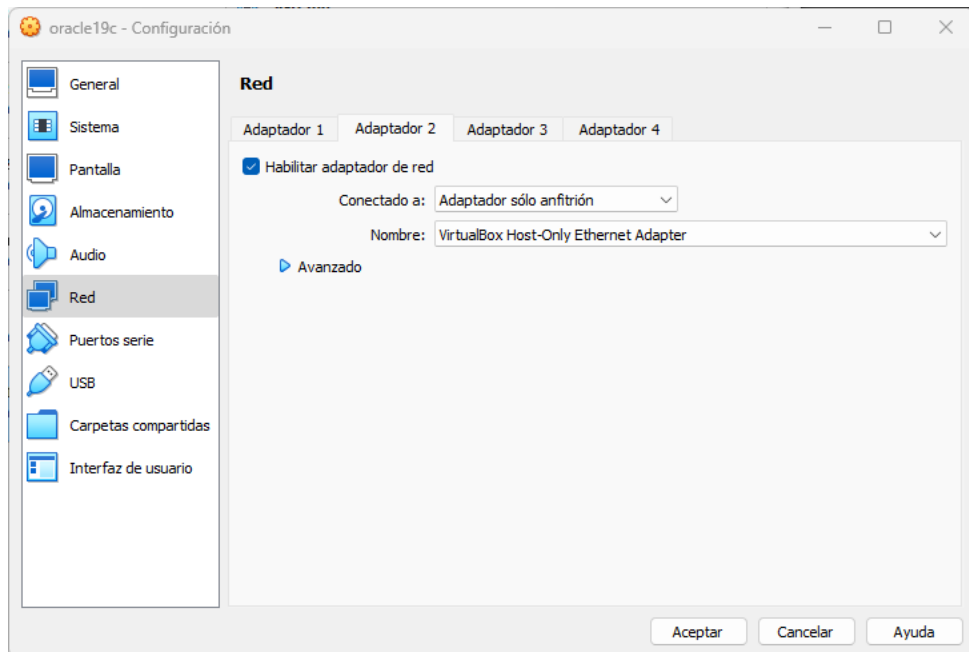 oracle19c - Configuración
General
Sistema
Pantalla
Almacenamiento
Audio
Red
Puertos serie
USB
Carpetas compartidas
Interfaz de usuario
Red
Adaptador 1 Adaptador 2 Adaptador 3 Adaptador 4
Habilitar adaptador de red
Conectado a: Adaptador sólo anfitrión
Nombre: VirtualBox Host-Only Ethernet Adapter
Avanzado
Aceptar Cancelar Ayuda